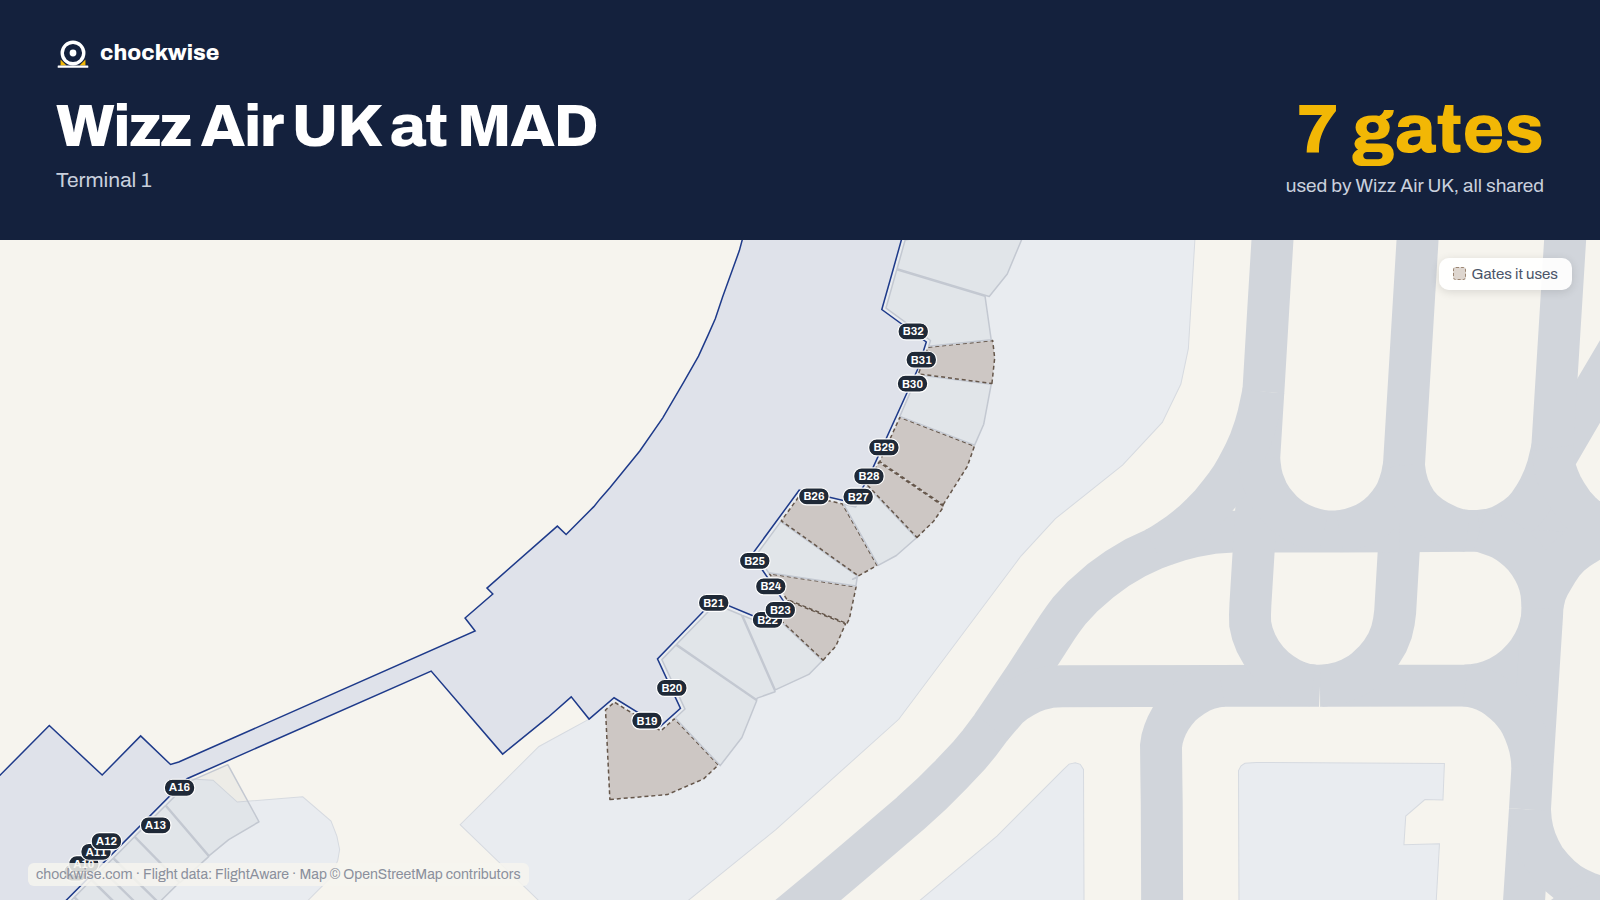 chockwise
Wizz Air UK at MAD
Terminal 1
7 gates
used by Wizz Air UK, all shared
Gates it uses
B32
B31
B30
B29
B28
B26
B27
B25
B24
B21
B23
B22
B20
B19
A16
A13
A12
A11
chockwise.com · Flight data: FlightAware · Map © OpenStreetMap contributors